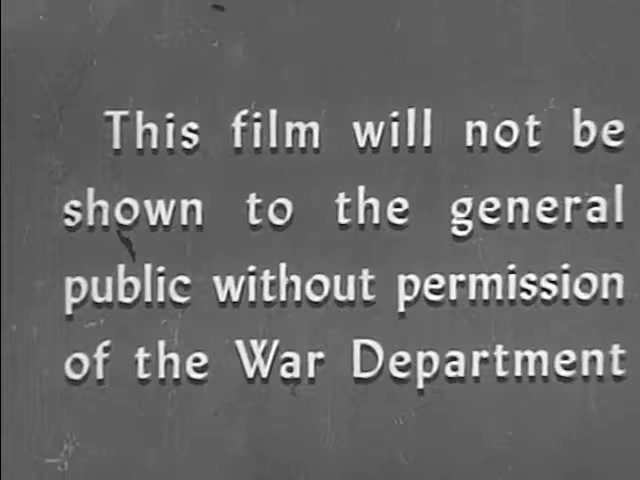 This film will not be
shown to the general
public without permission
of the War Department